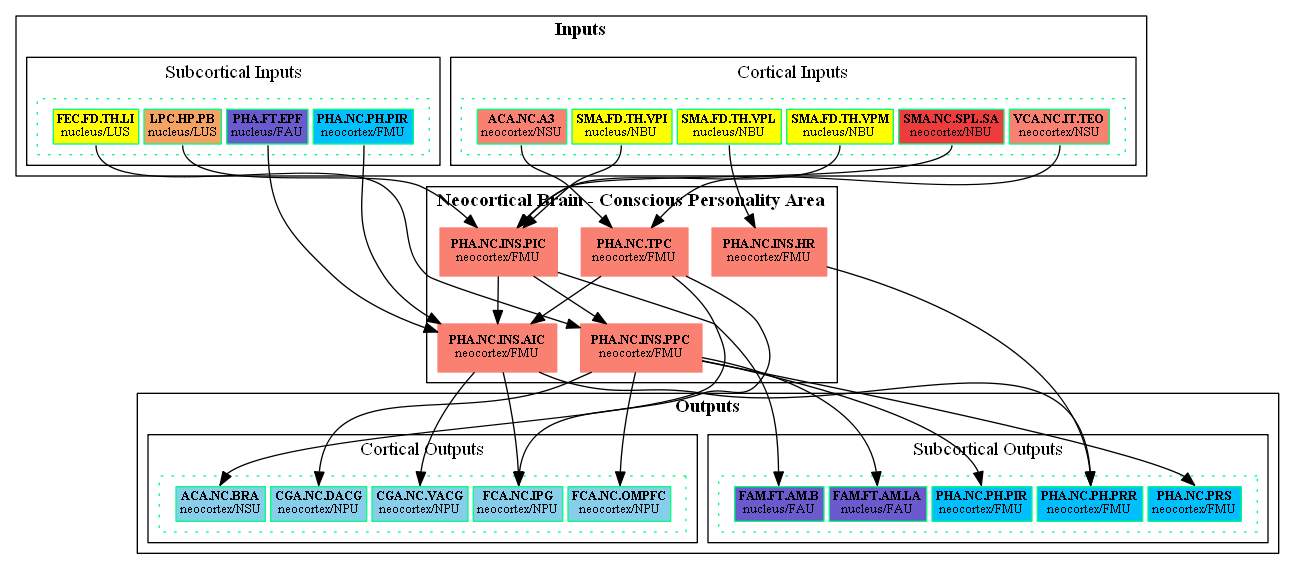 Inputs
Subcortical Inputs
Cortical Inputs
FEC.FD.TH.LI
nucleus/LUS
LPC.HP.PB
nucleus/LUS
PHA.FT.EPF
nucleus/FAU
PHA.NC.PH.PIR
neocortex/FMU
ACA.NC.A3
neocortex/NSU
SMA.FD.TH.VPI
nucleus/NBU
SMA.FD.TH.VPL
nucleus/NBU
SMA.FD.TH.VPM
nucleus/NBU
SMA.NC.SPL.SA
neocortex/NBU
VCA.NC.IT.TEO
neocortex/NSU
Neocortical Brain - Conscious Personality Area
PHA.NC.INS.PIC
neocortex/FMU
PHA.NC.TPC
neocortex/FMU
PHA.NC.INS.HR
neocortex/FMU
PHA.NC.INS.AIC
neocortex/FMU
PHA.NC.INS.PPC
neocortex/FMU
Outputs
Cortical Outputs
Subcortical Outputs
ACA.NC.BRA
neocortex/NSU
CGA.NC.DACG
neocortex/NPU
CGA.NC.VACG
neocortex/NPU
FCA.NC.IPG
neocortex/NPU
FCA.NC.OMPFC
neocortex/NPU
FAM.FT.AM.B
nucleus/FAU
FAM.FT.AM.LA
nucleus/FAU
PHA.NC.PH.PIR
neocortex/FMU
PHA.NC.PH.PRR
neocortex/FMU
PHA.NC.PRS
neocortex/FMU